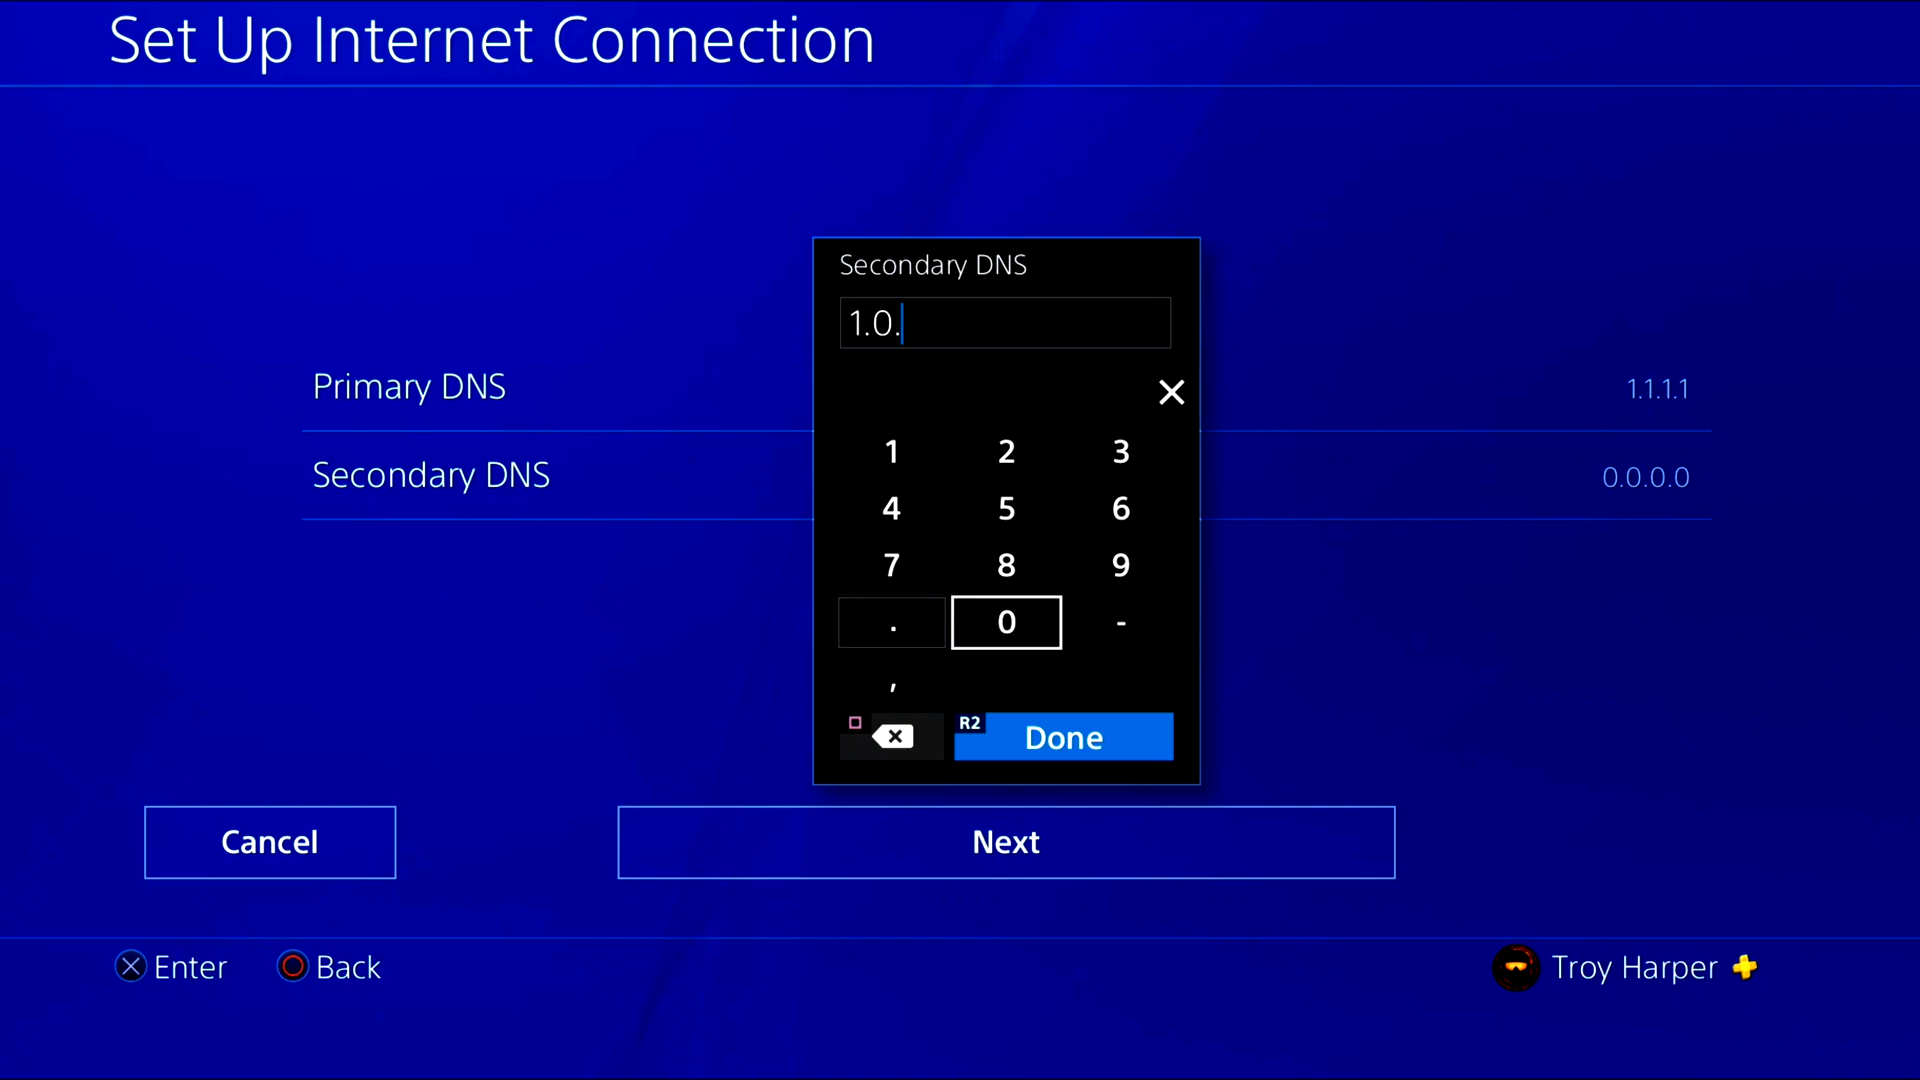 Set Up Internet Connection
Secondary DNS
1.0.
Primary DNS 1.1.1.1
Secondary DNS 0.0.0.0
1 2 3
4 5 6
7 8 9
. 0 -
,
R2 Done
Cancel Next
Enter Back Troy Harper